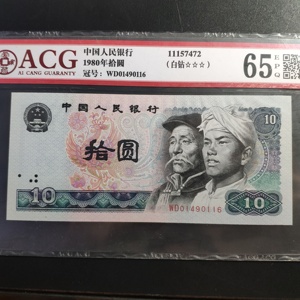 ACG
AI CANG GUARANTY
中国人民银行
1980年拾圆
冠号: WD01490116
11157472
(白钻☆☆☆)
65 EPQ
中国人民银行
10
拾圆
WD01490116
10
10